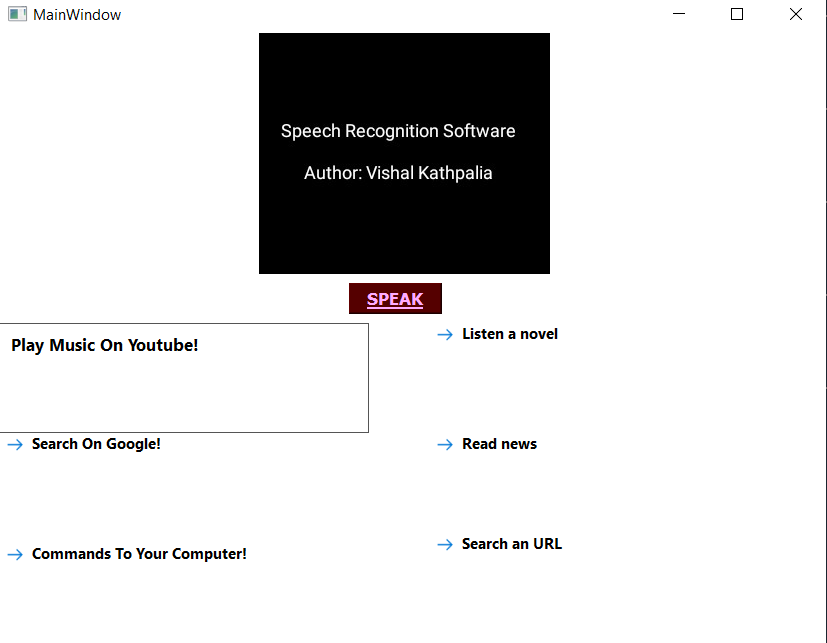 MainWindow
Speech Recognition Software
Author: Vishal Kathpalia
SPEAK
Play Music On Youtube!
Listen a novel
Search On Google!
Read news
Commands To Your Computer!
Search an URL